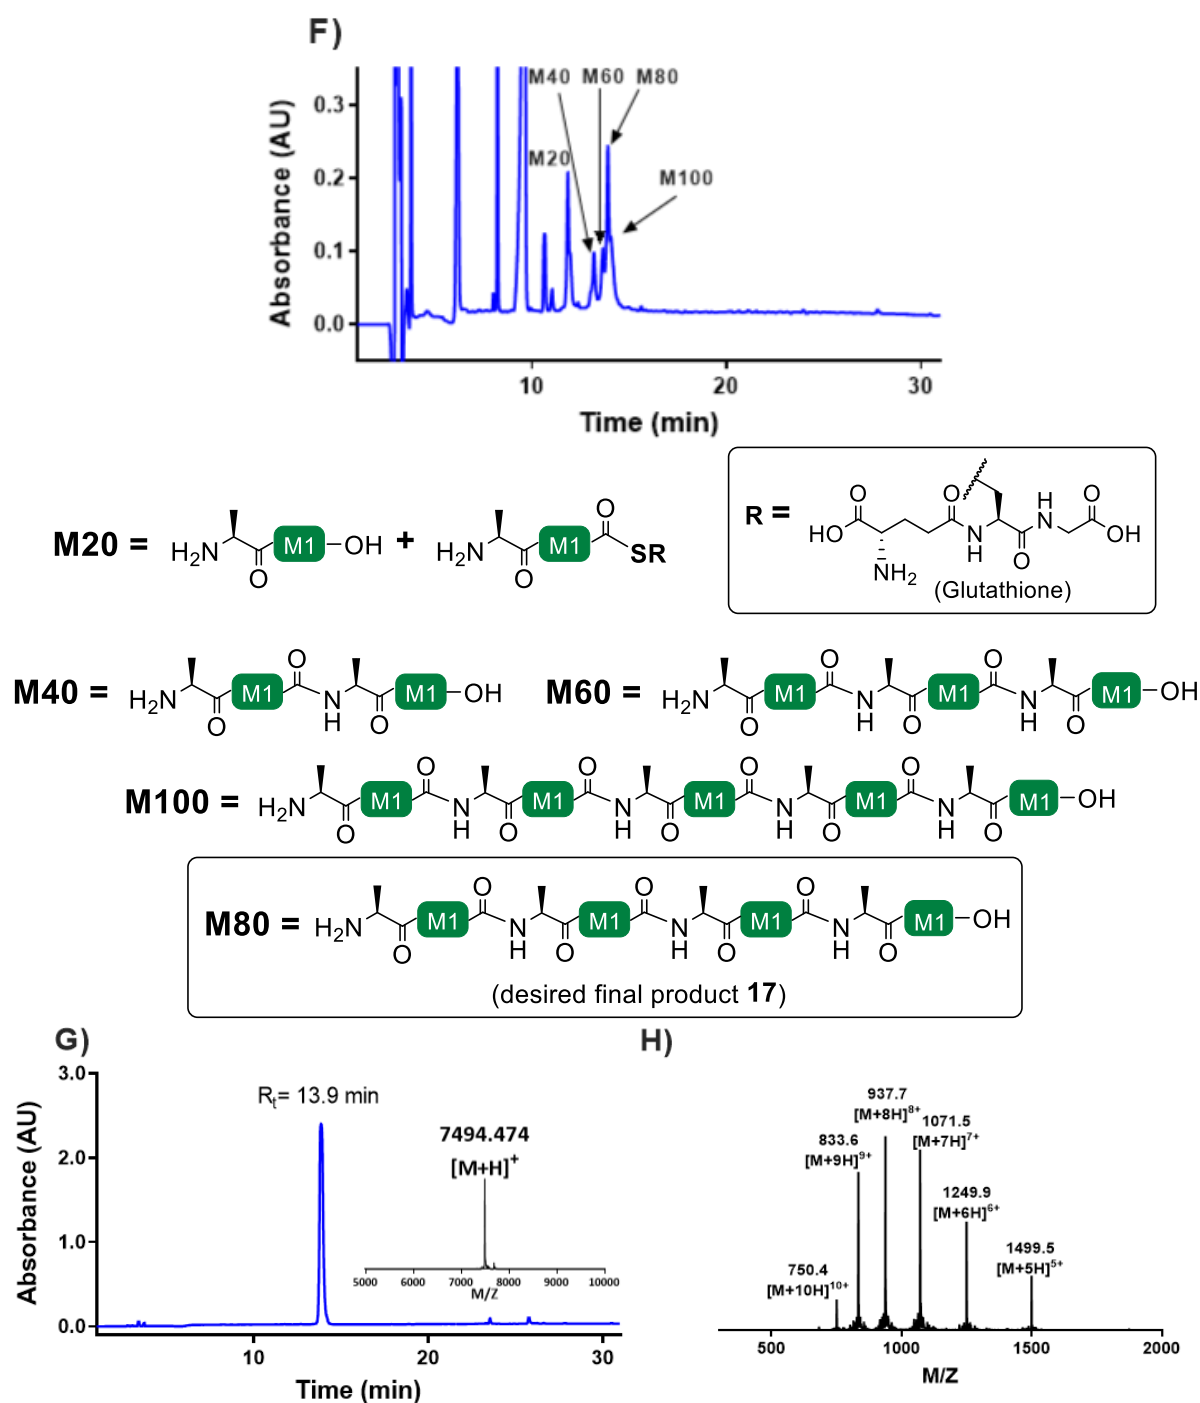 F)
M40 M60 M80
M20
M100
Absorbance (AU)
0.3
0.2
0.1
0.0
10 20 30
Time (min)
M20 = H₂N O M1 OH + H₂N O M1 O SR
R = HO O NH₂ O N H O H N O OH
(Glutathione)
M40 = H₂N O M1 O N H O M1 OH
M60 = H₂N O M1 O N H O M1 O N H O M1 OH
M100 = H₂N O M1 O N H O M1 O N H O M1 O N H O M1 O N H O M1 OH
M80 = H₂N O M1 O N H O M1 O N H O M1 O N H O M1 OH
(desired final product 17)
G)
Absorbance (AU)
3.0
2.0
1.0
0.0
Rt= 13.9 min
7494.474
[M+H]⁺
5000 6000 7000 8000 9000 10000
M/Z
10 20 30
Time (min)
H)
937.7
[M+8H]⁸⁺
1071.5
[M+7H]⁷⁺
833.6
[M+9H]⁹⁺
1249.9
[M+6H]⁶⁺
1499.5
[M+5H]⁵⁺
750.4
[M+10H]¹⁰⁺
500 1000 1500 2000
M/Z